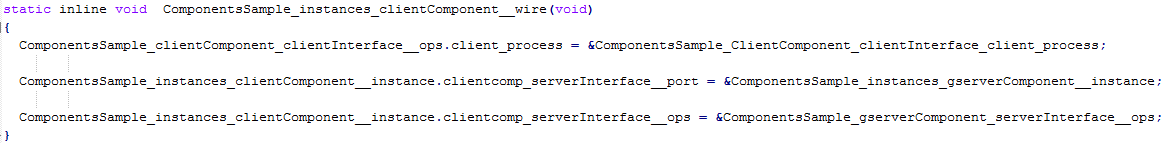 static inline void  ComponentsSample_instances_clientComponent__wire(void)
{
  ComponentsSample_clientComponent_clientInterface__ops.client_process = &ComponentsSample_ClientComponent_clientInterface_client_process;
  ComponentsSample_instances_clientComponent__instance.clientcomp_serverInterface__port = &ComponentsSample_instances_gserverComponent__instance;
  ComponentsSample_instances_clientComponent__instance.clientcomp_serverInterface__ops = &ComponentsSample_gserverComponent_serverInterface__ops;
}